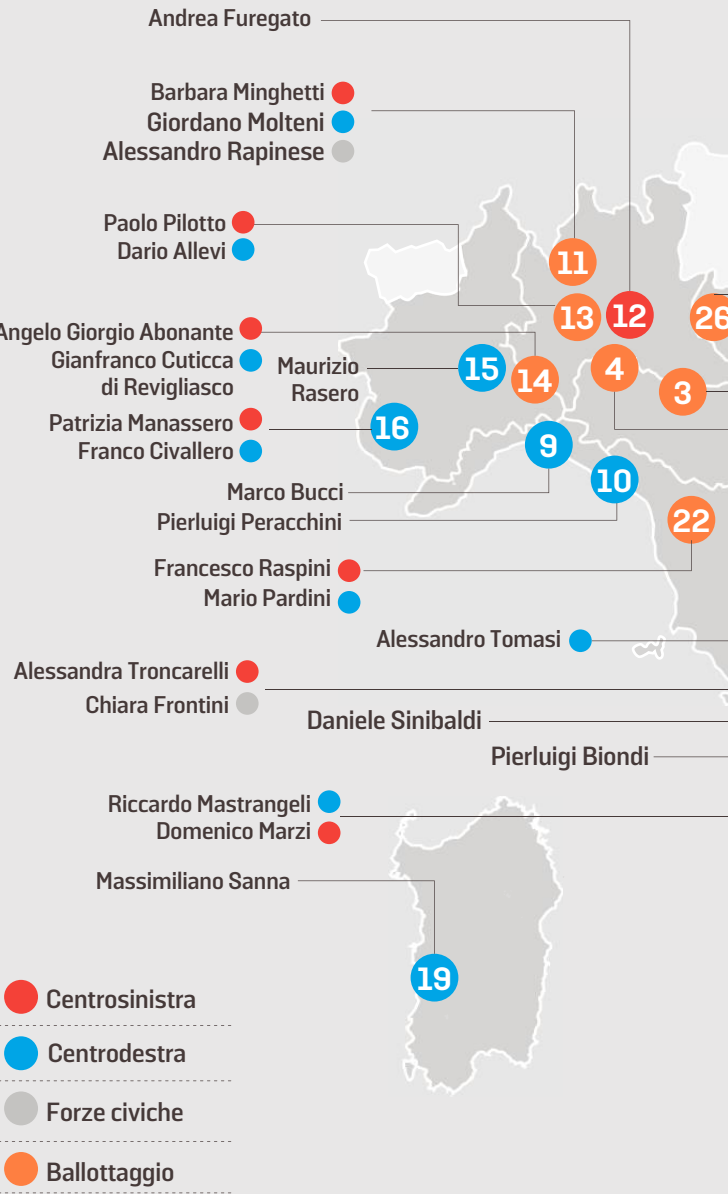 Andrea Furegato
Barbara Minghetti
Giordano Molteni
Alessandro Rapinese
Paolo Pilotto
Dario Allevi
11
13
12
26
Angelo Giorgio Abonante
Gianfranco Cuticca
di Revigliasco
Maurizio
Rasero
15
14
4
3
Patrizia Manassero
Franco Civallero
16
9
10
Marco Bucci
Pierluigi Peracchini
22
Francesco Raspini
Mario Pardini
Alessandro Tomasi
Alessandra Troncarelli
Chiara Frontini
Daniele Sinibaldi
Pierluigi Biondi
Riccardo Mastrangeli
Domenico Marzi
Massimiliano Sanna
19
Centrosinistra
Centrodestra
Forze civiche
Ballottaggio